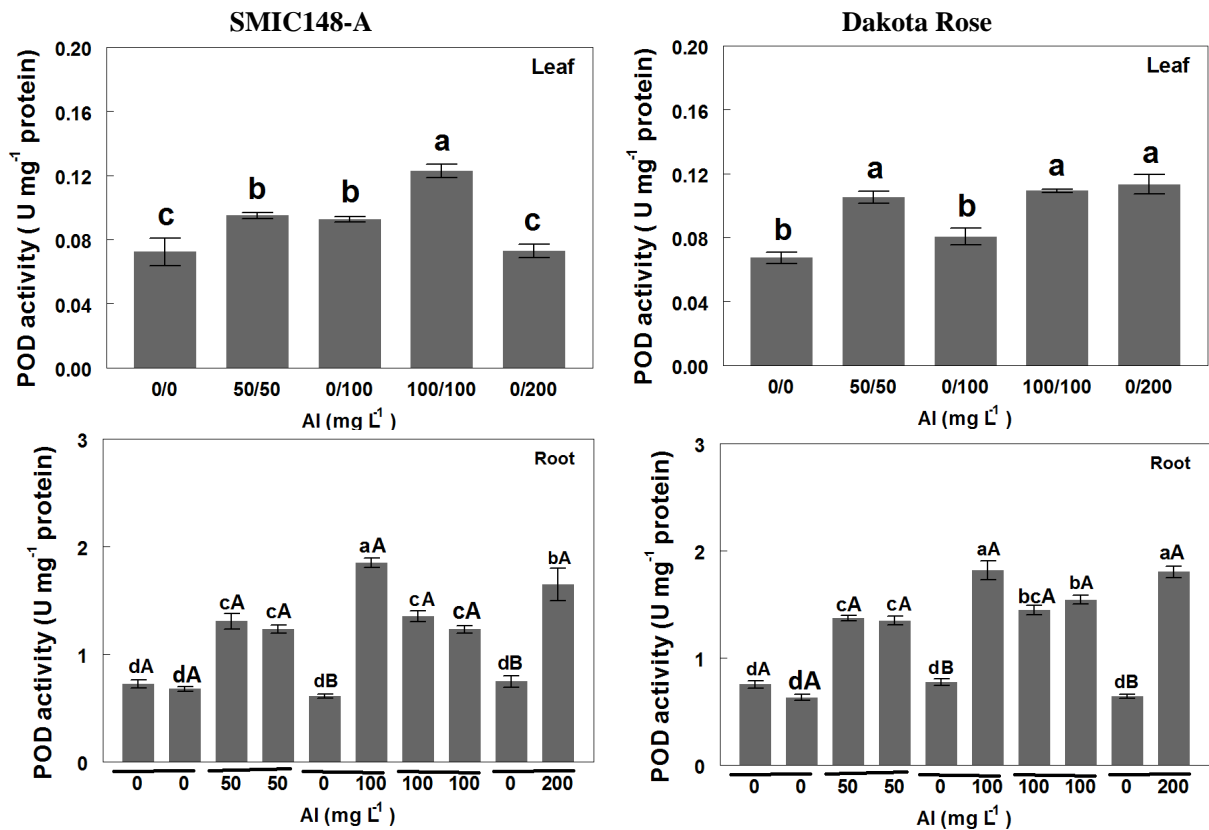 SMIC148-A
Dakota Rose
POD activity ( U mg-1 protein)
0.20
0.16
0.12
0.08
0.04
0.00
Leaf
c
b
b
a
c
0/0 50/50 0/100 100/100 0/200
Al (mg L-1 )
POD activity ( U mg-1 protein)
0.20
0.16
0.12
0.08
0.04
0.00
Leaf
b
a
b
a
a
0/0 50/50 0/100 100/100 0/200
Al (mg L-1 )
POD activity (U mg-1 protein)
3
2
1
0
Root
dA dA cA cA dB aA cA cA dB bA
0 0 50 50 0 100 100 100 0 200
Al (mg L-1 )
POD activity (U mg-1 protein)
3
2
1
0
Root
dA dA cA cA dB aA bcA bA dB aA
0 0 50 50 0 100 100 100 0 200
Al (mg L-1 )